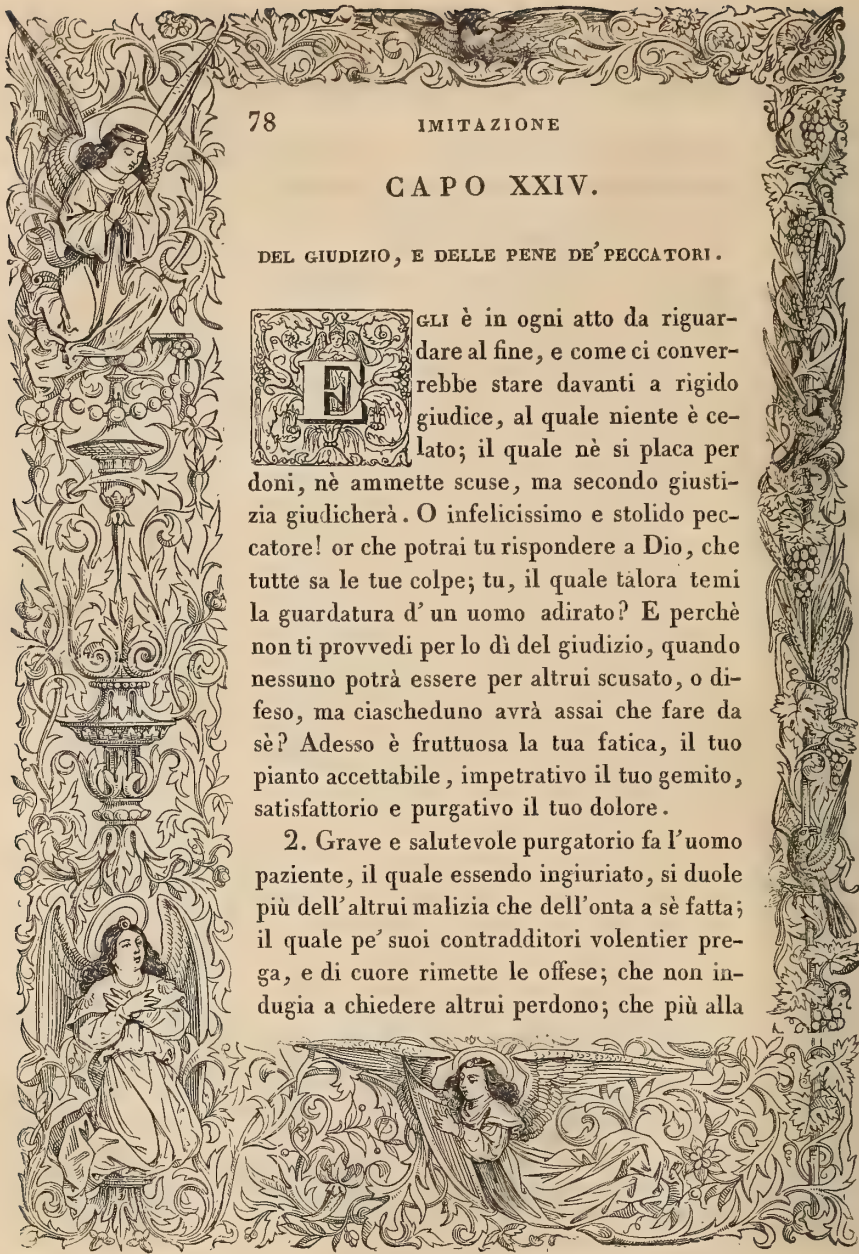 78 IMITAZIONE
CAPO XXIV.
DEL GIUDIZIO, E DELLE PENE DE' PECCATORI.
EGLI è in ogni atto da riguar-
dare al fine, e come ci conver-
rebbe stare davanti a rigido
giudice, al quale niente è ce-
lato; il quale nè si placa per
doni, nè ammette scuse, ma secondo giusti-
zia giudicherà. O infelicissimo e stolido pec-
catore! or che potrai tu rispondere a Dio, che
tutte sa le tue colpe; tu, il quale talora temi
la guardatura d' un uomo adirato? E perchè
non ti provvedi per lo dì del giudizio, quando
nessuno potrà essere per altrui scusato, o di-
feso, ma ciascheduno avrà assai che fare da
sè? Adesso è fruttuosa la tua fatica, il tuo
pianto accettabile, impetrativo il tuo gemito,
satisfattorio e purgativo il tuo dolore.
2. Grave e salutevole purgatorio fa l'uomo
paziente, il quale essendo ingiuriato, si duole
più dell'altrui malizia che dell'onta a sè fatta;
il quale pe' suoi contradditori volentier pre-
ga, e di cuore rimette le offese; che non in-
dugia a chiedere altrui perdono; che più alla